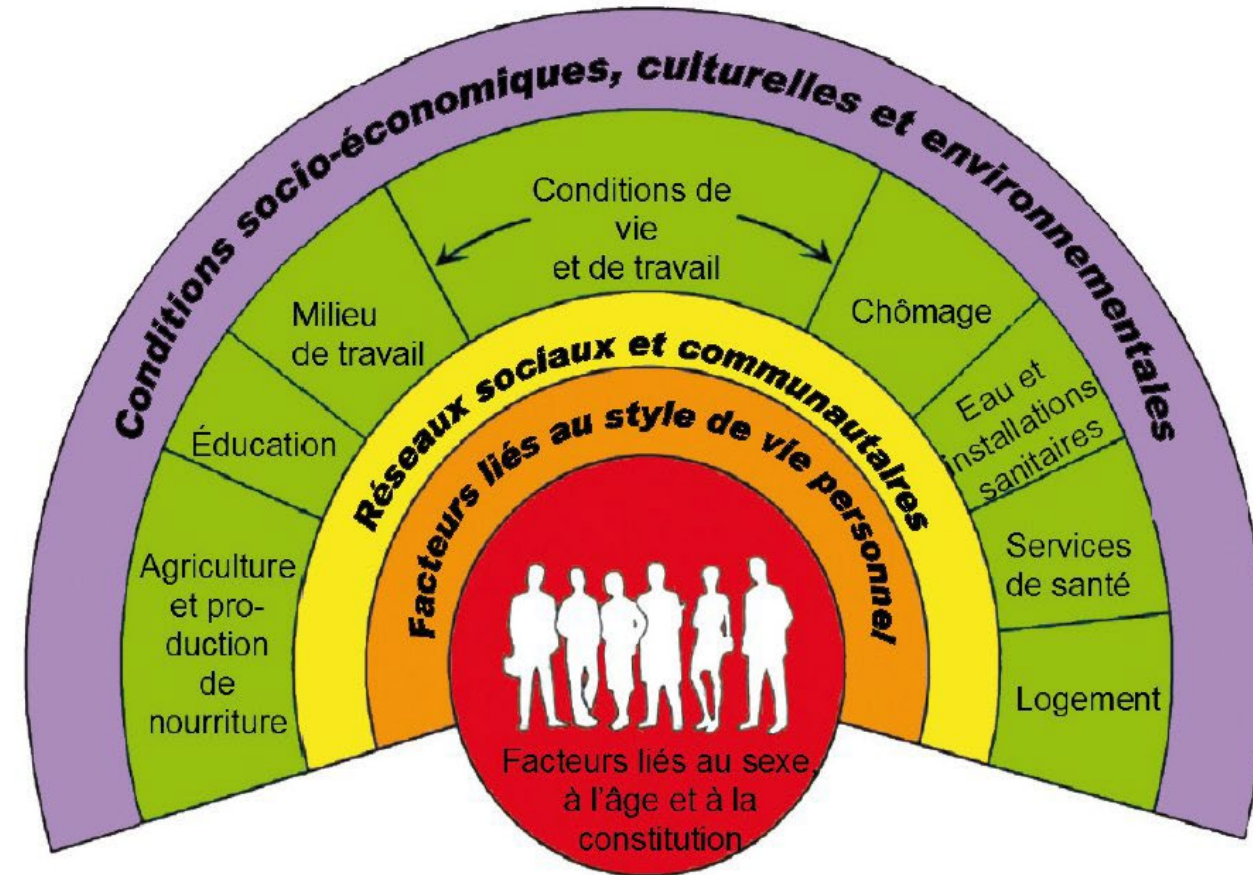 Conditions socio-économiques, culturelles et environnementales
Conditions de
vie
et de travail
Milieu
de travail
Éducation
Agriculture
et pro-
duction
de
nourriture
Chômage
Eau et
installations
sanitaires
Services
de santé
Logement
Réseaux sociaux et communautaires
Facteurs liés au style de vie personnel
Facteurs liés au sexe,
à l'âge et à la
constitution